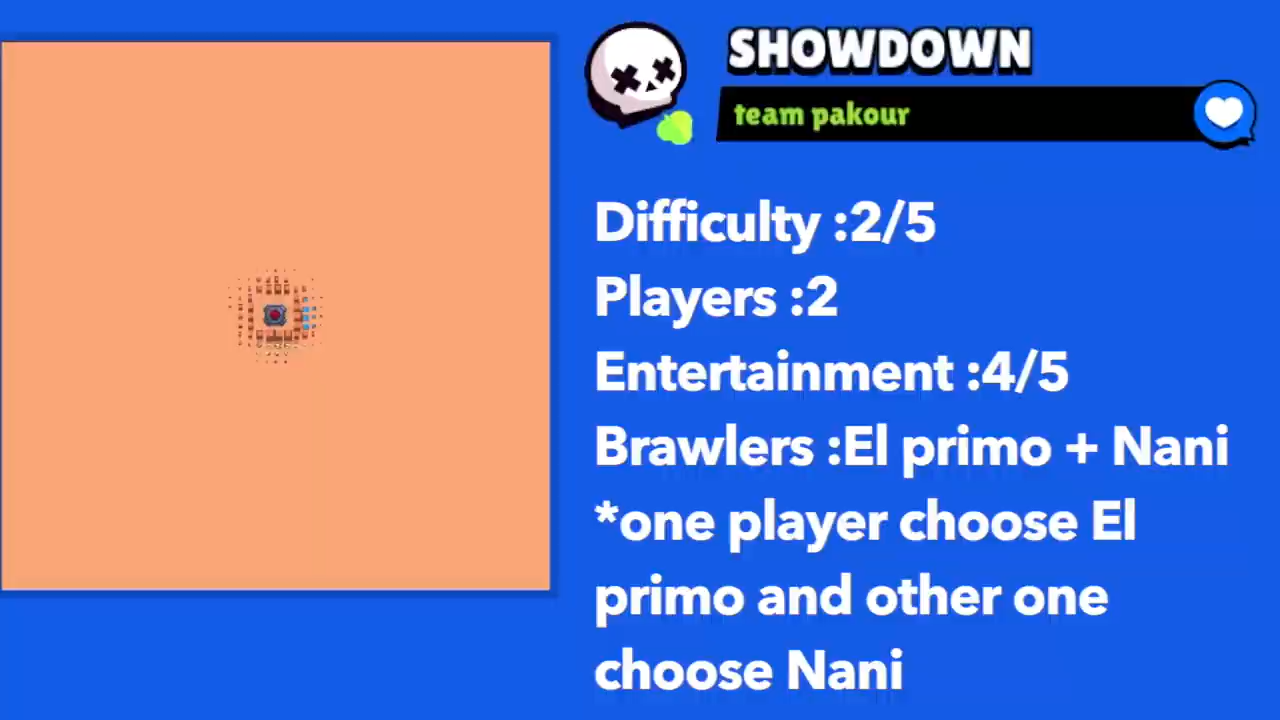 SHOWDOWN
team pakour
Difficulty :2/5
Players :2
Entertainment :4/5
Brawlers :El primo + Nani
*one player choose El
primo and other one
choose Nani